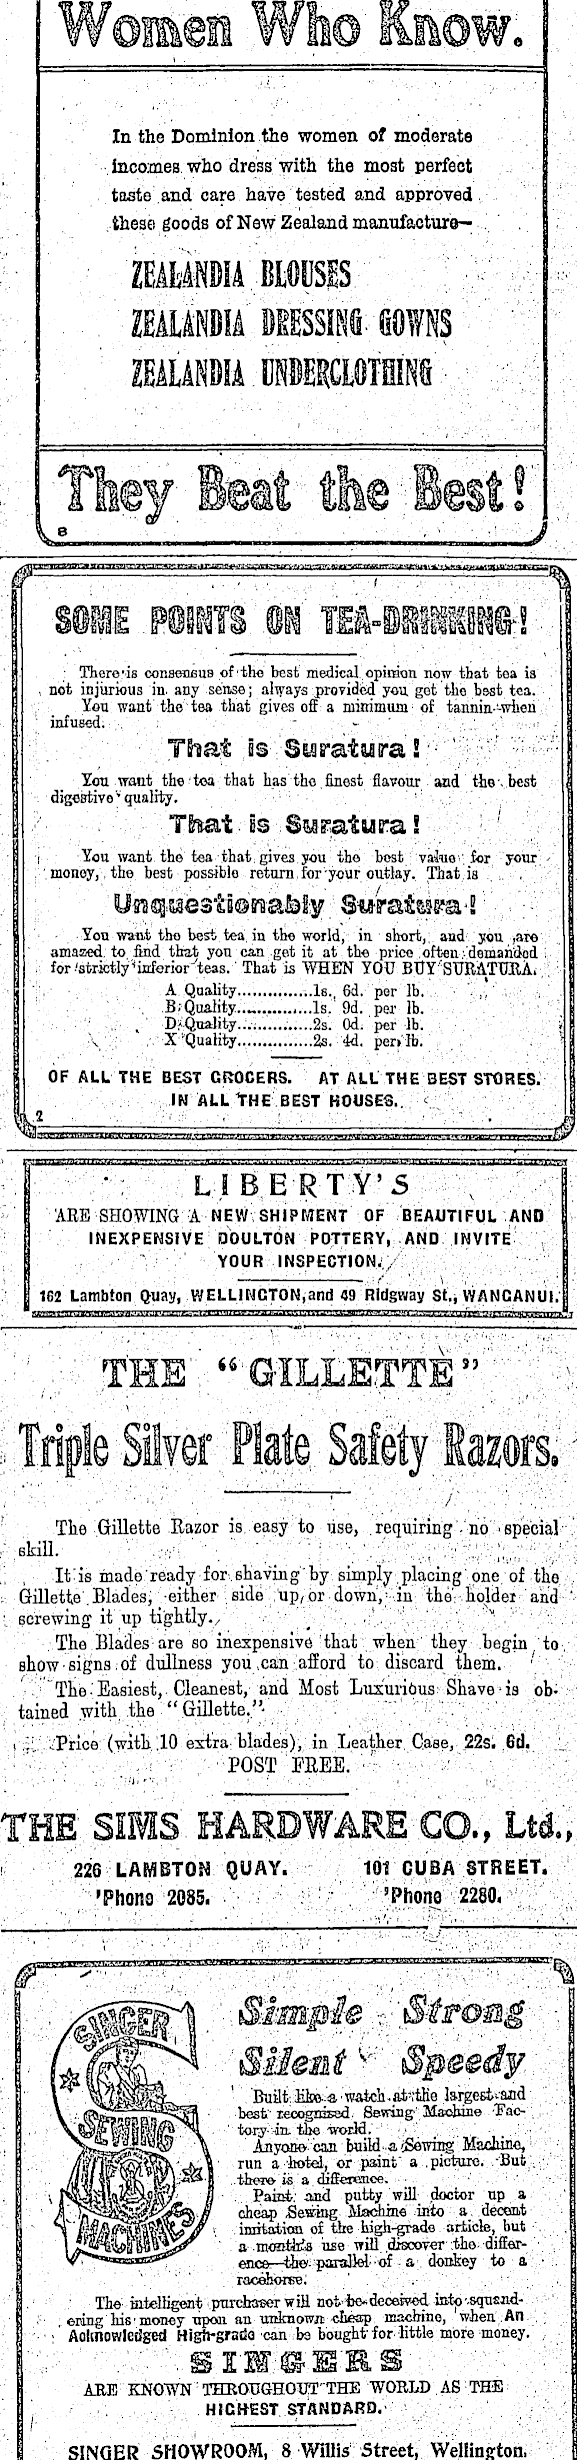 Women Who Know.
In the Dominion the women of moderate
incomes who dress with the most perfect
taste and care have tested and approved
these goods of New Zealand manufacture—
ZEALANDIA BLOUSES
ZEALANDIA DRESSING GOWNS
ZEALANDIA UNDERCLOTHING
They Beat the Best!
8
SOME POINTS ON TEA-DRINKING!
There is consensus of the best medical opinion now that tea is
not injurious in any sense; always provided you get the best tea.
You want the tea that gives off a minimum of tannin when
infused.
That is Suratura!
You want the tea that has the finest flavour and the best
digestive quality.
That is Suratura!
You want the tea that gives you the best value for your
money, the best possible return for your outlay. That is
Unquestionably Suratura!
You want the best tea in the world, in short, and you are
amazed to find that you can get it at the price often demanded
for strictly inferior teas. That is WHEN YOU BUY SURATURA.
A Quality..............1s. 6d. per lb.
B Quality..............1s. 9d. per lb.
D Quality..............2s. 0d. per lb.
X Quality..............2s. 4d. per lb.
OF ALL THE BEST GROCERS. AT ALL THE BEST STORES.
IN ALL THE BEST HOUSES.
2
LIBERTY'S
ARE SHOWING A NEW SHIPMENT OF BEAUTIFUL AND
INEXPENSIVE DOULTON POTTERY, AND INVITE
YOUR INSPECTION.
162 Lambton Quay, WELLINGTON, and 49 Ridgway St., WANGANUI.
THE "GILLETTE"
Triple Silver Plate Safety Razors.
The Gillette Razor is easy to use, requiring no special
skill.
It is made ready for shaving by simply placing one of the
Gillette Blades, either side up or down, in the holder and
screwing it up tightly.
The Blades are so inexpensive that when they begin to
show signs of dullness you can afford to discard them.
The Easiest, Cleanest, and Most Luxurious Shave is ob-
tained with the "Gillette."
Price (with 10 extra blades), in Leather Case, 22s. 6d.
POST FREE.
THE SIMS HARDWARE CO., Ltd.,
226 LAMBTON QUAY. 101 CUBA STREET.
'Phone 2085. 'Phone 2280.
SINGER
SEWING
MACHINES
Simple Strong
Silent Speedy
Built like a watch at the largest and
best recognised Sewing Machine Fac-
tory in the world.
Anyone can build a Sewing Machine,
run a hotel, or paint a picture. But
there is a difference.
Paint and putty will doctor up a
cheap Sewing Machine into a decent
imitation of the high-grade article, but
a month's use will discover the differ-
ence—the parallel of a donkey to a
racehorse.
The intelligent purchaser will not be deceived into squand-
ering his money upon an unknown cheap machine, when An
Acknowledged High-grade can be bought for little more money.
SINGERS
ARE KNOWN THROUGHOUT THE WORLD AS THE
HIGHEST STANDARD.
SINGER SHOWROOM, 8 Willis Street, Wellington.